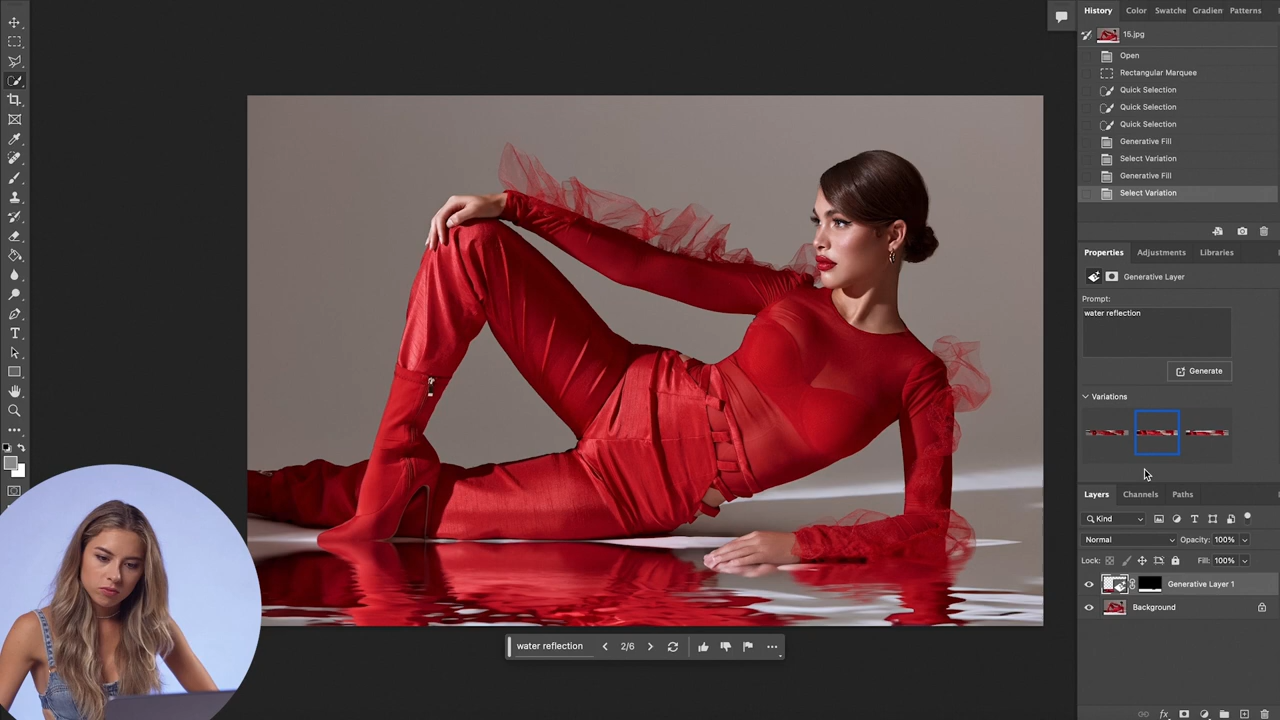 History Color Swatche Gradien Patterns
15.jpg
Open
Rectangular Marquee
Quick Selection
Quick Selection
Quick Selection
Generative Fill
Select Variation
Generative Fill
Select Variation
Properties Adjustments Libraries
Generative Layer
Prompt:
water reflection
Generate
Variations
Layers Channels Paths
Kind
Normal Opacity: 100%
Lock: Fill: 100%
Generative Layer 1
Background
water reflection 2/6
fx